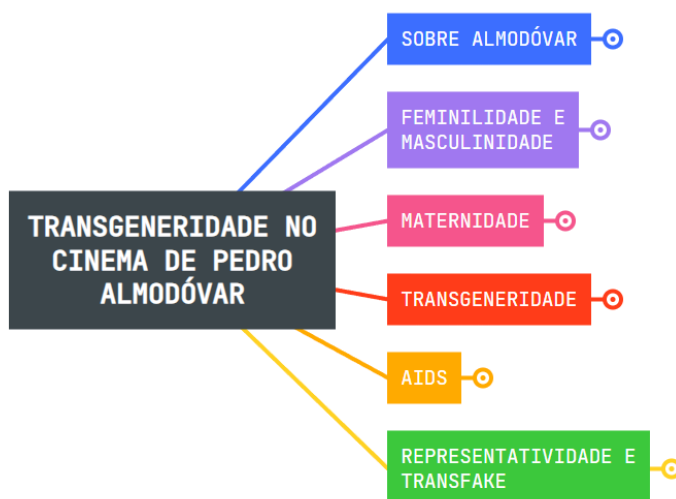 TRANSGENERIDADE NO
CINEMA DE PEDRO
ALMODÓVAR
SOBRE ALMODÓVAR
FEMINILIDADE E
MASCULINIDADE
MATERNIDADE
TRANSGENERIDADE
AIDS
REPRESENTATIVIDADE E
TRANSFAKE